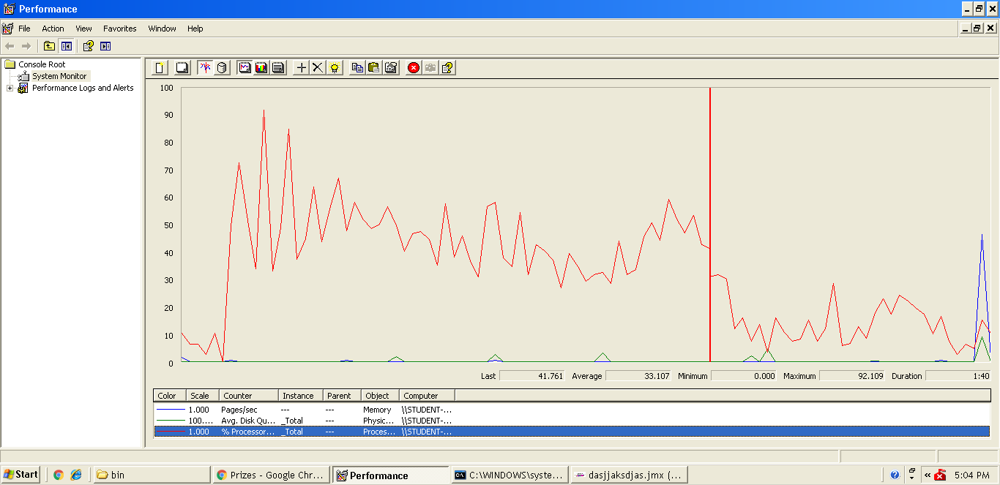 Performance
File Action View Favorites Window Help
Console Root
System Monitor
Performance Logs and Alerts
100
90
80
70
60
50
40
30
20
10
0
Last 41.761 Average 33.107 Minimum 0.000 Maximum 92.109 Duration 1:40
Color Scale Counter Instance Parent Object Computer
1.000 Pages/sec --- --- Memory \\STUDENT-...
100.... Avg. Disk Qu... _Total --- Physic... \\STUDENT-...
1.000 % Processor... _Total --- Proces... \\STUDENT-...
Start bin Prizes - Google Chr... Performance C:\WINDOWS\syste... dasjjaksdjas.jmx (... 5:04 PM